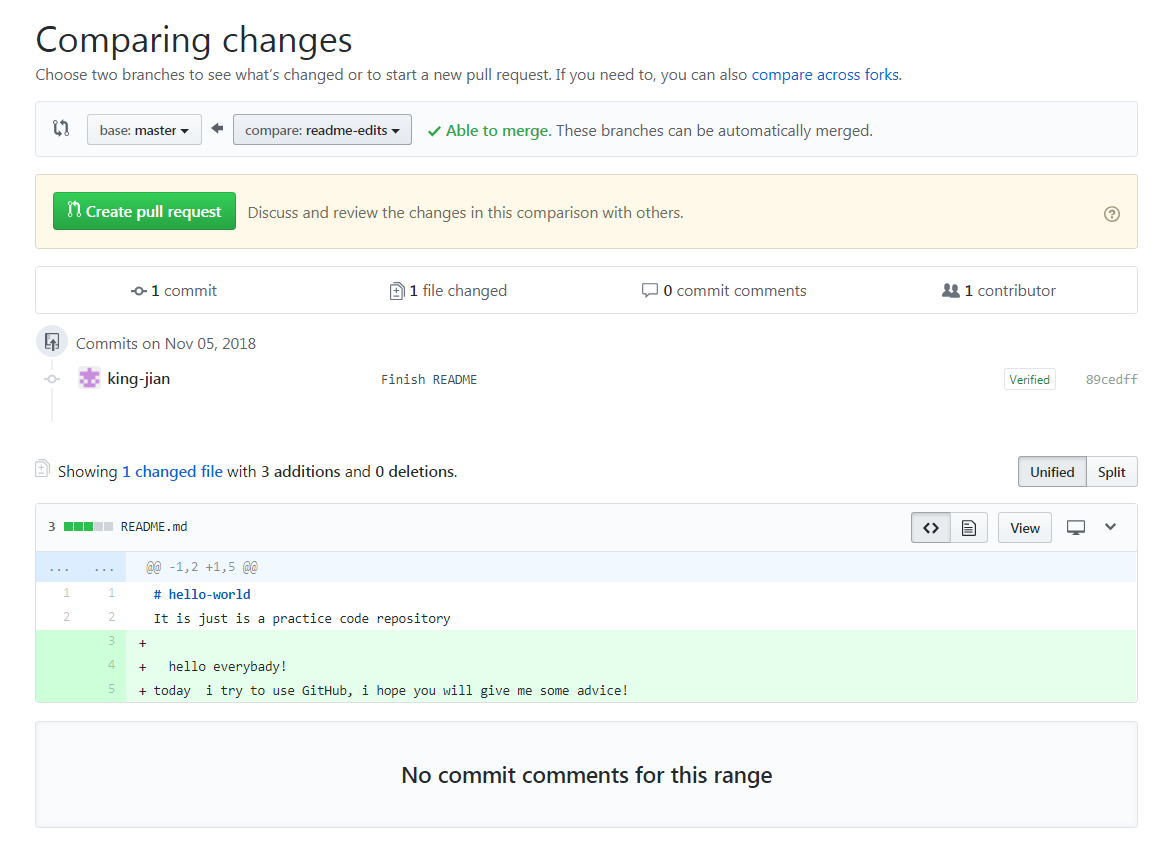 Comparing changes
Choose two branches to see what’s changed or to start a new pull request. If you need to, you can also compare across forks.
base: master compare: readme-edits Able to merge. These branches can be automatically merged.
Create pull request Discuss and review the changes in this comparison with others.
1 commit 1 file changed 0 commit comments 1 contributor
Commits on Nov 05, 2018
king-jian Finish README Verified 89cedff
Showing 1 changed file with 3 additions and 0 deletions. Unified Split
3 README.md <> View
... ... @@ -1,2 +1,5 @@
1 1 # hello-world
2 2 It is just is a practice code repository
3 +
4 + hello everybady!
5 + today  i try to use GitHub, i hope you will give me some advice!
No commit comments for this range